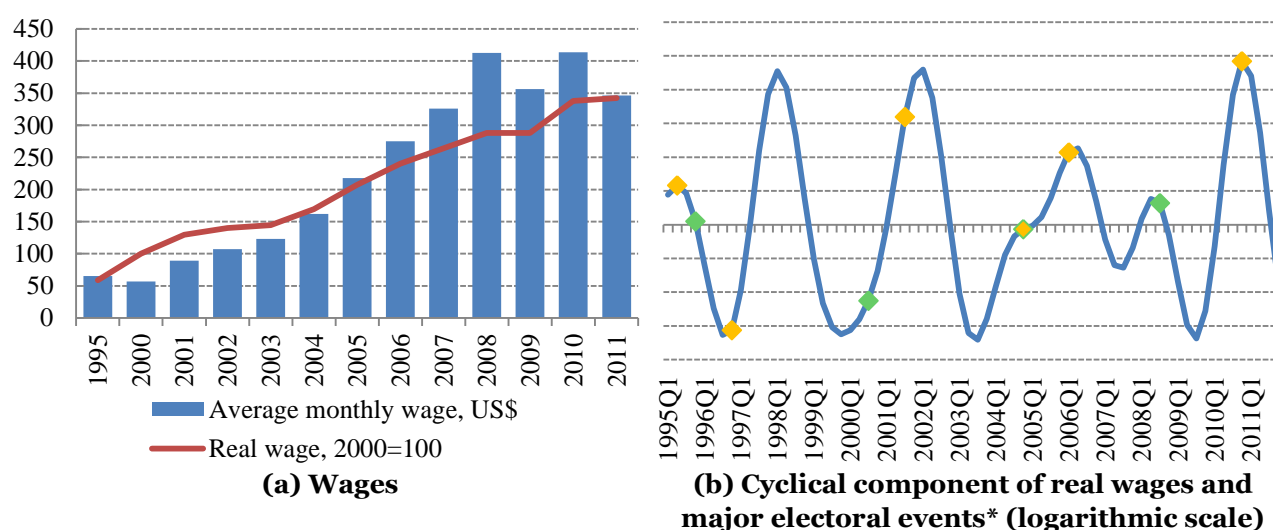 450
400
350
300
250
200
150
100
50
0
1995
2000
2001
2002
2003
2004
2005
2006
2007
2008
2009
2010
2011
Average monthly wage, US$
Real wage, 2000=100
(a) Wages
1995Q1
1996Q1
1997Q1
1998Q1
1999Q1
2000Q1
2001Q1
2002Q1
2003Q1
2004Q1
2005Q1
2006Q1
2007Q1
2008Q1
2009Q1
2010Q1
2011Q1
(b) Cyclical component of real wages and
major electoral events* (logarithmic scale)